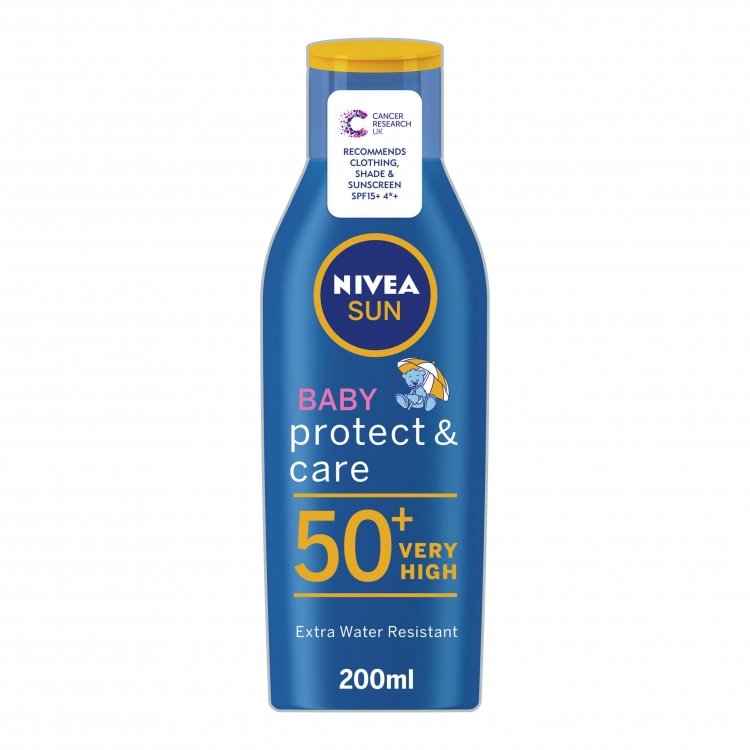 CANCER
RESEARCH
UK
RECOMMENDS
CLOTHING,
SHADE &
SUNSCREEN
SPF15+ 4*+
NIVEA
SUN
BABY
protect &
care
50+
VERY
HIGH
Extra Water Resistant
200ml